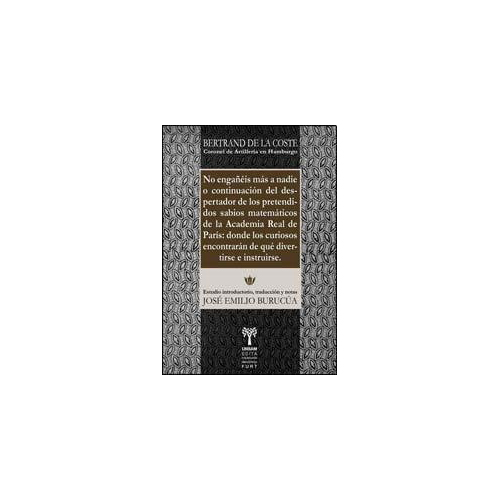 BERTRAND DE LA COSTE
Coronel de Artillería en Hamburgo
No engañéis más a nadie
o continuación del des-
pertador de los pretendi-
dos sabios matemáticos
de la Academia Real de
París: donde los curiosos
encontrarán de qué diver-
tirse e instruirse.
Estudio introductorio, traducción y notas
JOSÉ EMILIO BURUCÚA
UNSAM
EDITA
FURT